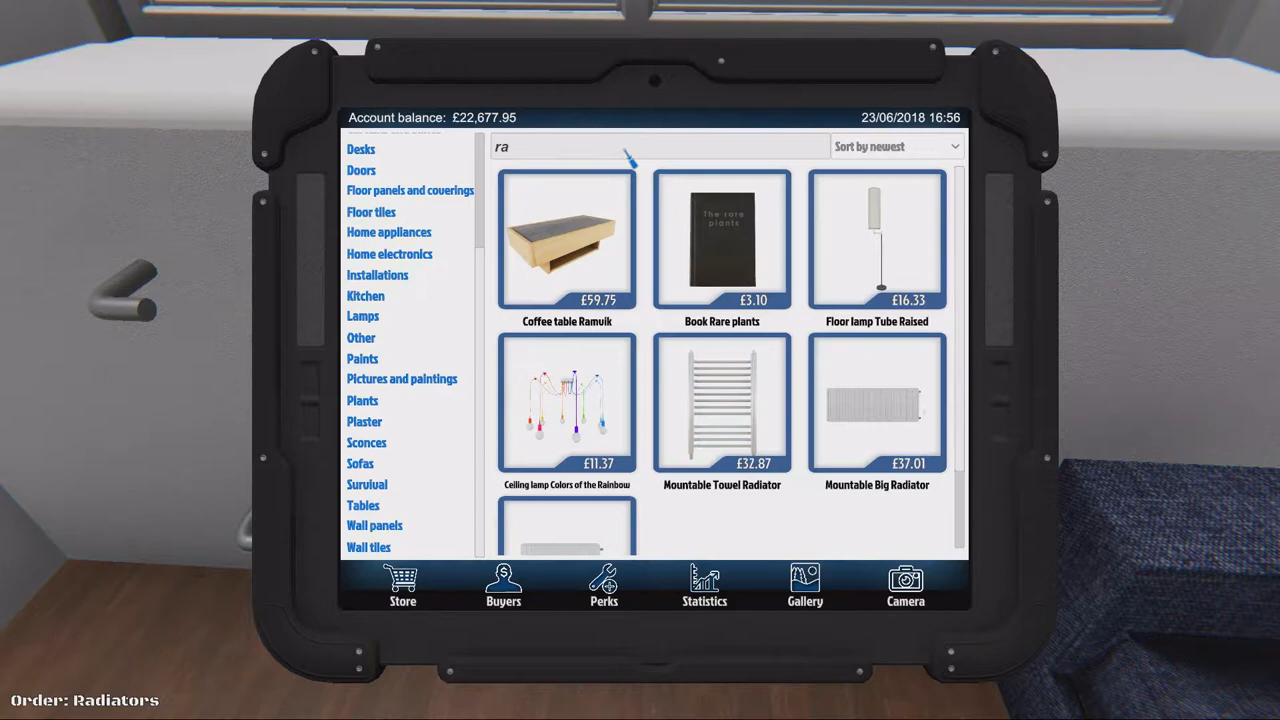 Account balance: £22,677.95
23/06/2018 16:56
ra
Sort by newest
Desks
Doors
Floor panels and coverings
Floor tiles
Home appliances
Home electronics
Installations
Kitchen
Lamps
Other
Paints
Pictures and paintings
Plants
Plaster
Sconces
Sofas
Survival
Tables
Wall panels
Wall tiles
£59.75
Coffee table Ramvik
The rare
plants
£3.10
Book Rare plants
£16.33
Floor lamp Tube Raised
£11.37
Ceiling lamp Colors of the Rainbow
£32.87
Mountable Towel Radiator
£37.01
Mountable Big Radiator
Store
Buyers
Perks
Statistics
Gallery
Camera
Order: Radiators